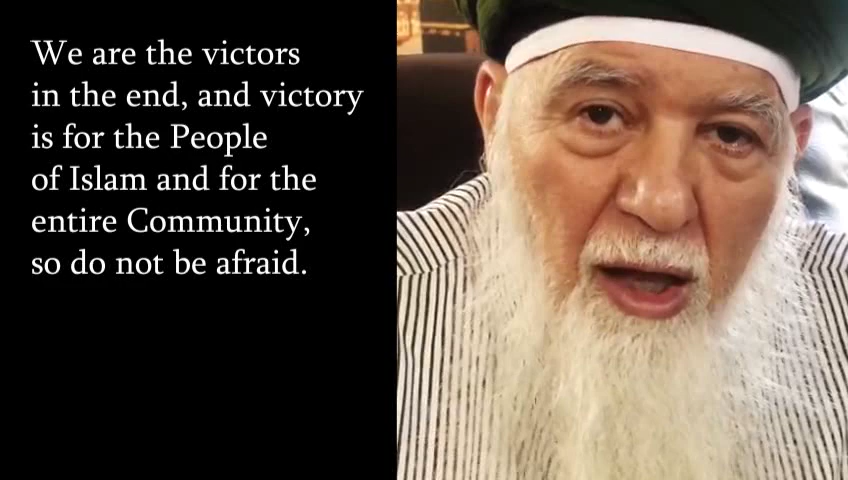 We are the victors
in the end, and victory
is for the People
of Islam and for the
entire Community,
so do not be afraid.